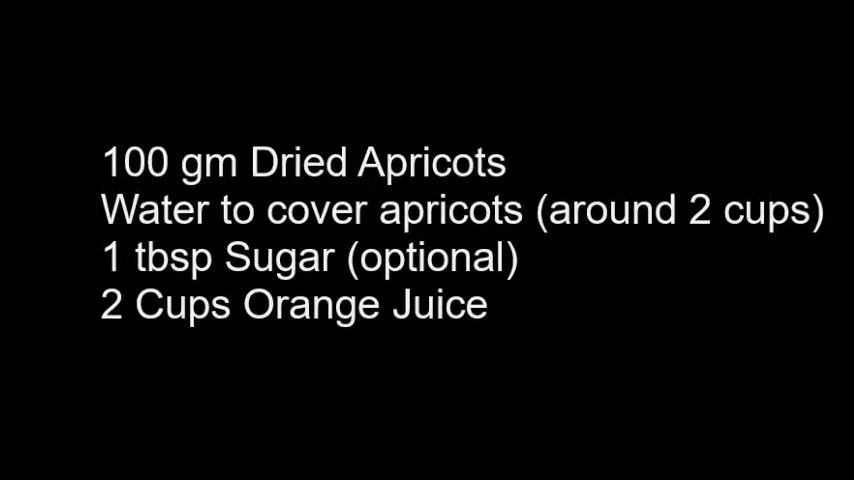 100 gm Dried Apricots
Water to cover apricots (around 2 cups)
1 tbsp Sugar (optional)
2 Cups Orange Juice